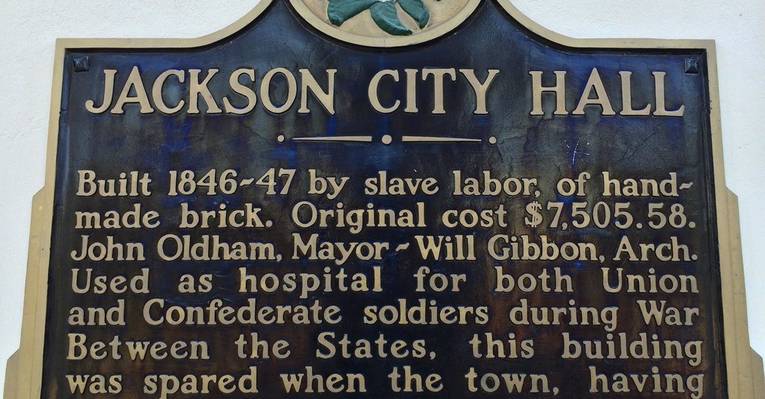 JACKSON CITY HALL
Built 1846-47 by slave labor, of hand-
made brick. Original cost $7,505.58.
John Oldham, Mayor - Will Gibbon, Arch.
Used as hospital for both Union
and Confederate soldiers during War
Between the States, this building
was spared when the town, having